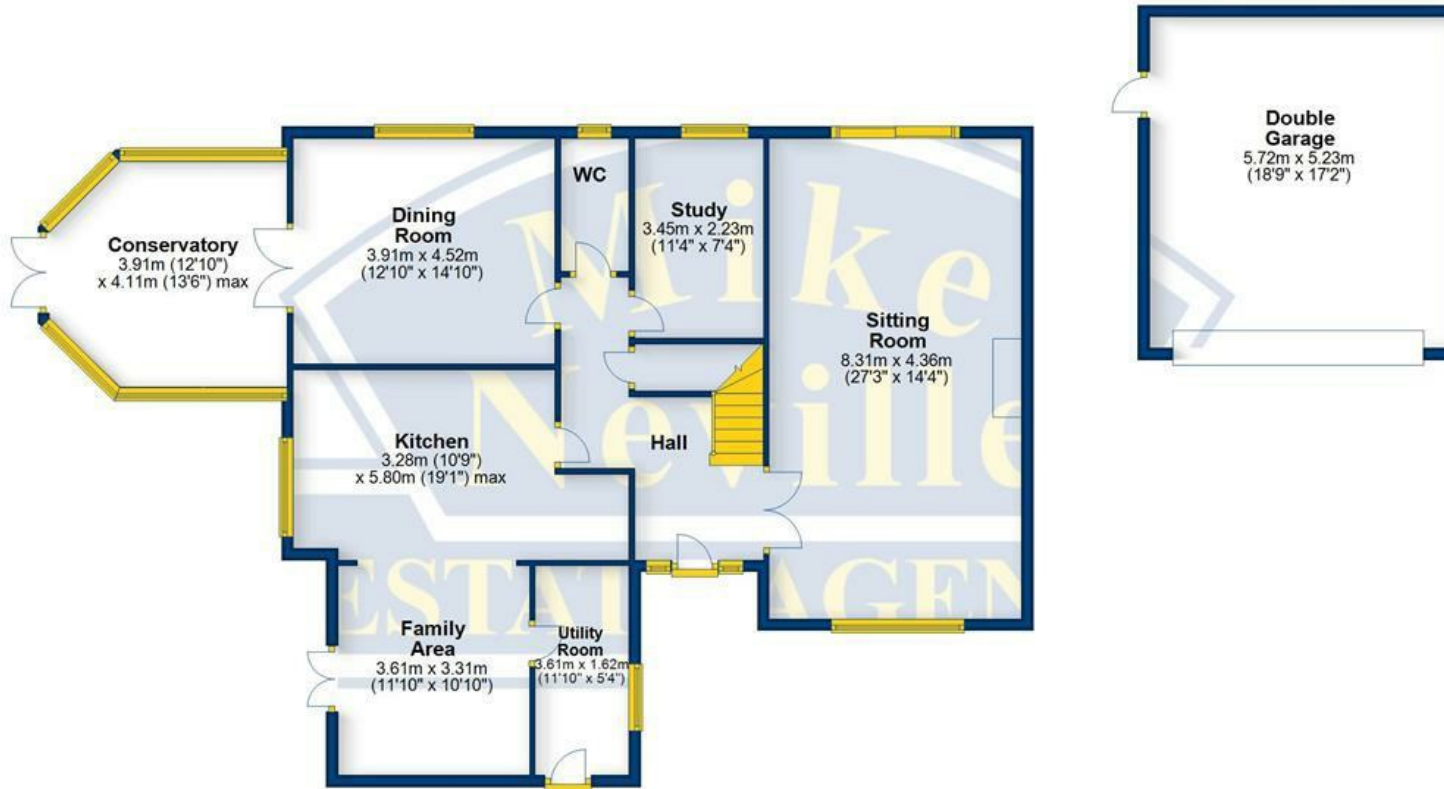 Conservatory
3.91m (12'10")
x 4.11m (13'6") max
Dining
Room
3.91m x 4.52m
(12'10" x 14'10")
WC
Study
3.45m x 2.23m
(11'4" x 7'4")
Sitting
Room
8.31m x 4.36m
(27'3" x 14'4")
Double
Garage
5.72m x 5.23m
(18'9" x 17'2")
Kitchen
3.28m (10'9")
x 5.80m (19'1") max
Hall
Family
Area
3.61m x 3.31m
(11'10" x 10'10")
Utility
Room
3.61m x 1.62m
(11'10" x 5'4")
Mike
Neville
ESTATE AGEN